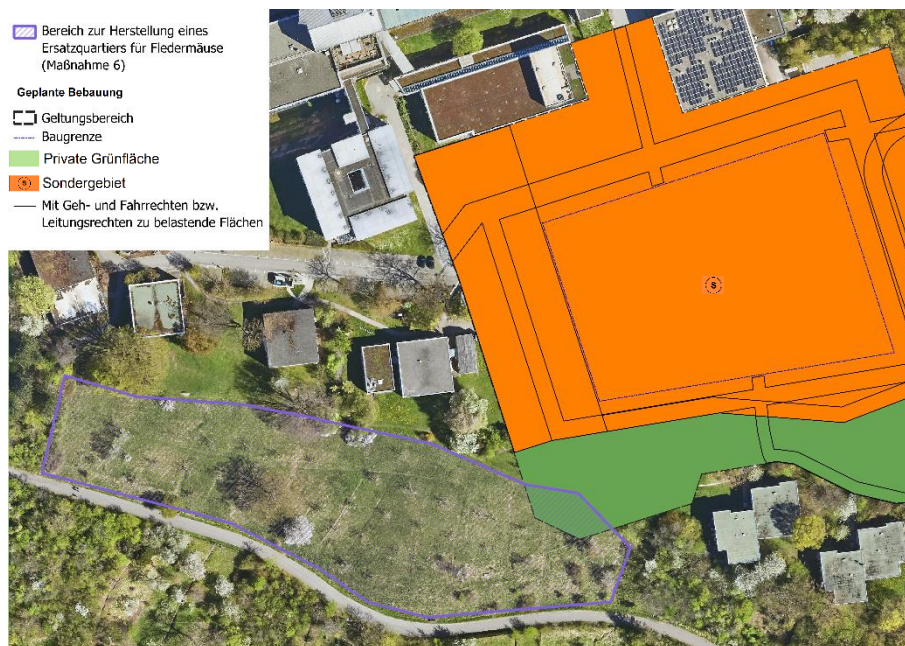 Bereich zur Herstellung eines
Ersatzquartiers für Fledermäuse
(Maßnahme 6)
Geplante Bebauung
Geltungsbereich
Baugrenze
Private Grünfläche
S Sondergebiet
Mit Geh- und Fahrrechten bzw.
Leitungsrechten zu belastende Flächen
S